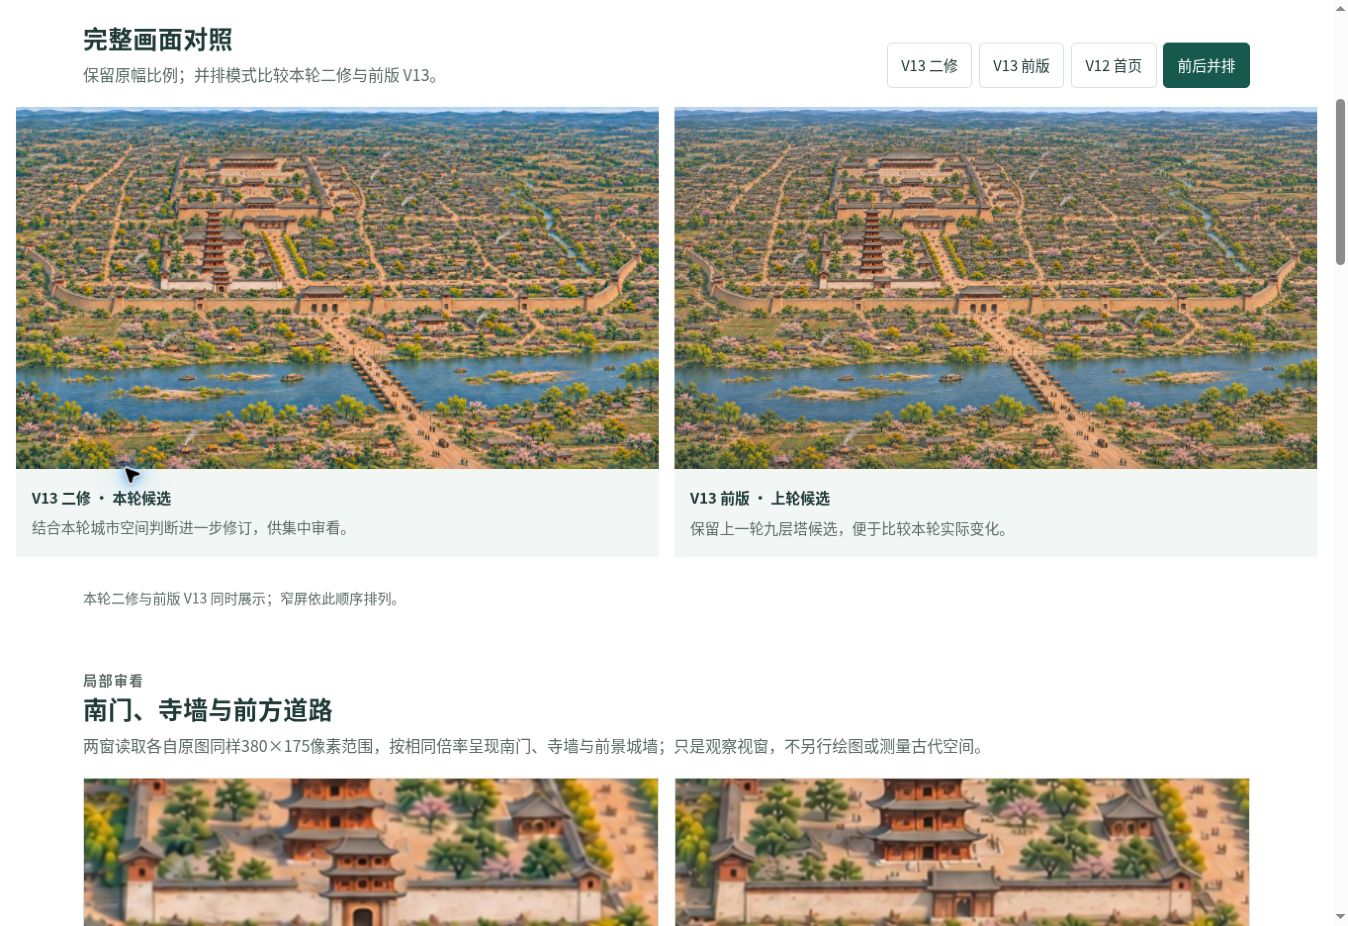 完整画面对照
保留原幅比例；并排模式比较本轮二修与前版 V13。
V13 二修
V13 前版
V12 首页
前后并排
V13 二修 · 本轮候选
结合本轮城市空间判断进一步修订，供集中审看。
V13 前版 · 上轮候选
保留上一轮九层塔候选，便于比较本轮实际变化。
本轮二修与前版 V13 同时展示；窄屏依此顺序排列。
局部审看
南门、寺墙与前方道路
两窗读取各自原图同样380×175像素范围，按相同倍率呈现南门、寺墙与前景城墙；只是观察视窗，不另行绘图或测量古代空间。